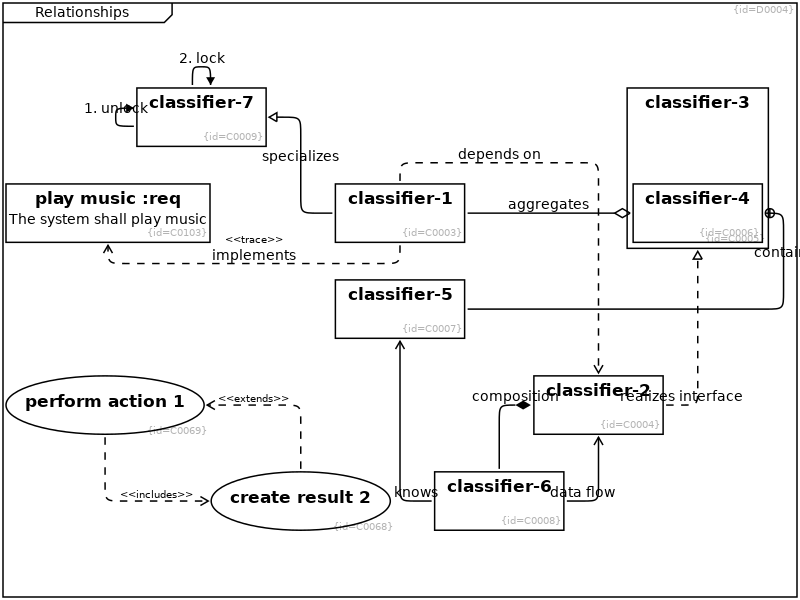 Relationships
{id=D0004}
2. lock
1. unlock
classifier-7
{id=C0009}
classifier-3
specializes
depends on
play music :req
The system shall play music
{id=C0103}
classifier-1
{id=C0003}
aggregates
classifier-4
{id=C0006}
{id=C0005}
<<trace>>
implements
contai
classifier-5
{id=C0007}
perform action 1
{id=C0069}
<<extends>>
composition
classifier-2
realizes interface
{id=C0004}
<<includes>>
create result 2
{id=C0068}
knows
classifier-6
{id=C0008}
data flow